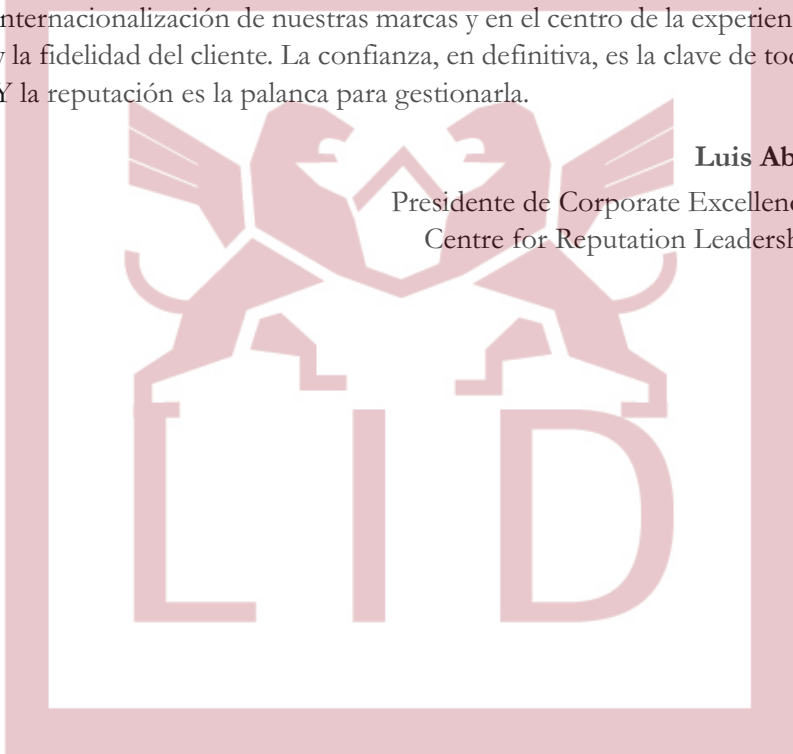 nternacionalización de nuestras marcas y en el centro de la experien
y la fidelidad del cliente. La confianza, en definitiva, es la clave de tod
Y la reputación es la palanca para gestionarla.
Luis Ab
Presidente de Corporate Excellenc
Centre for Reputation Leadersh
LID